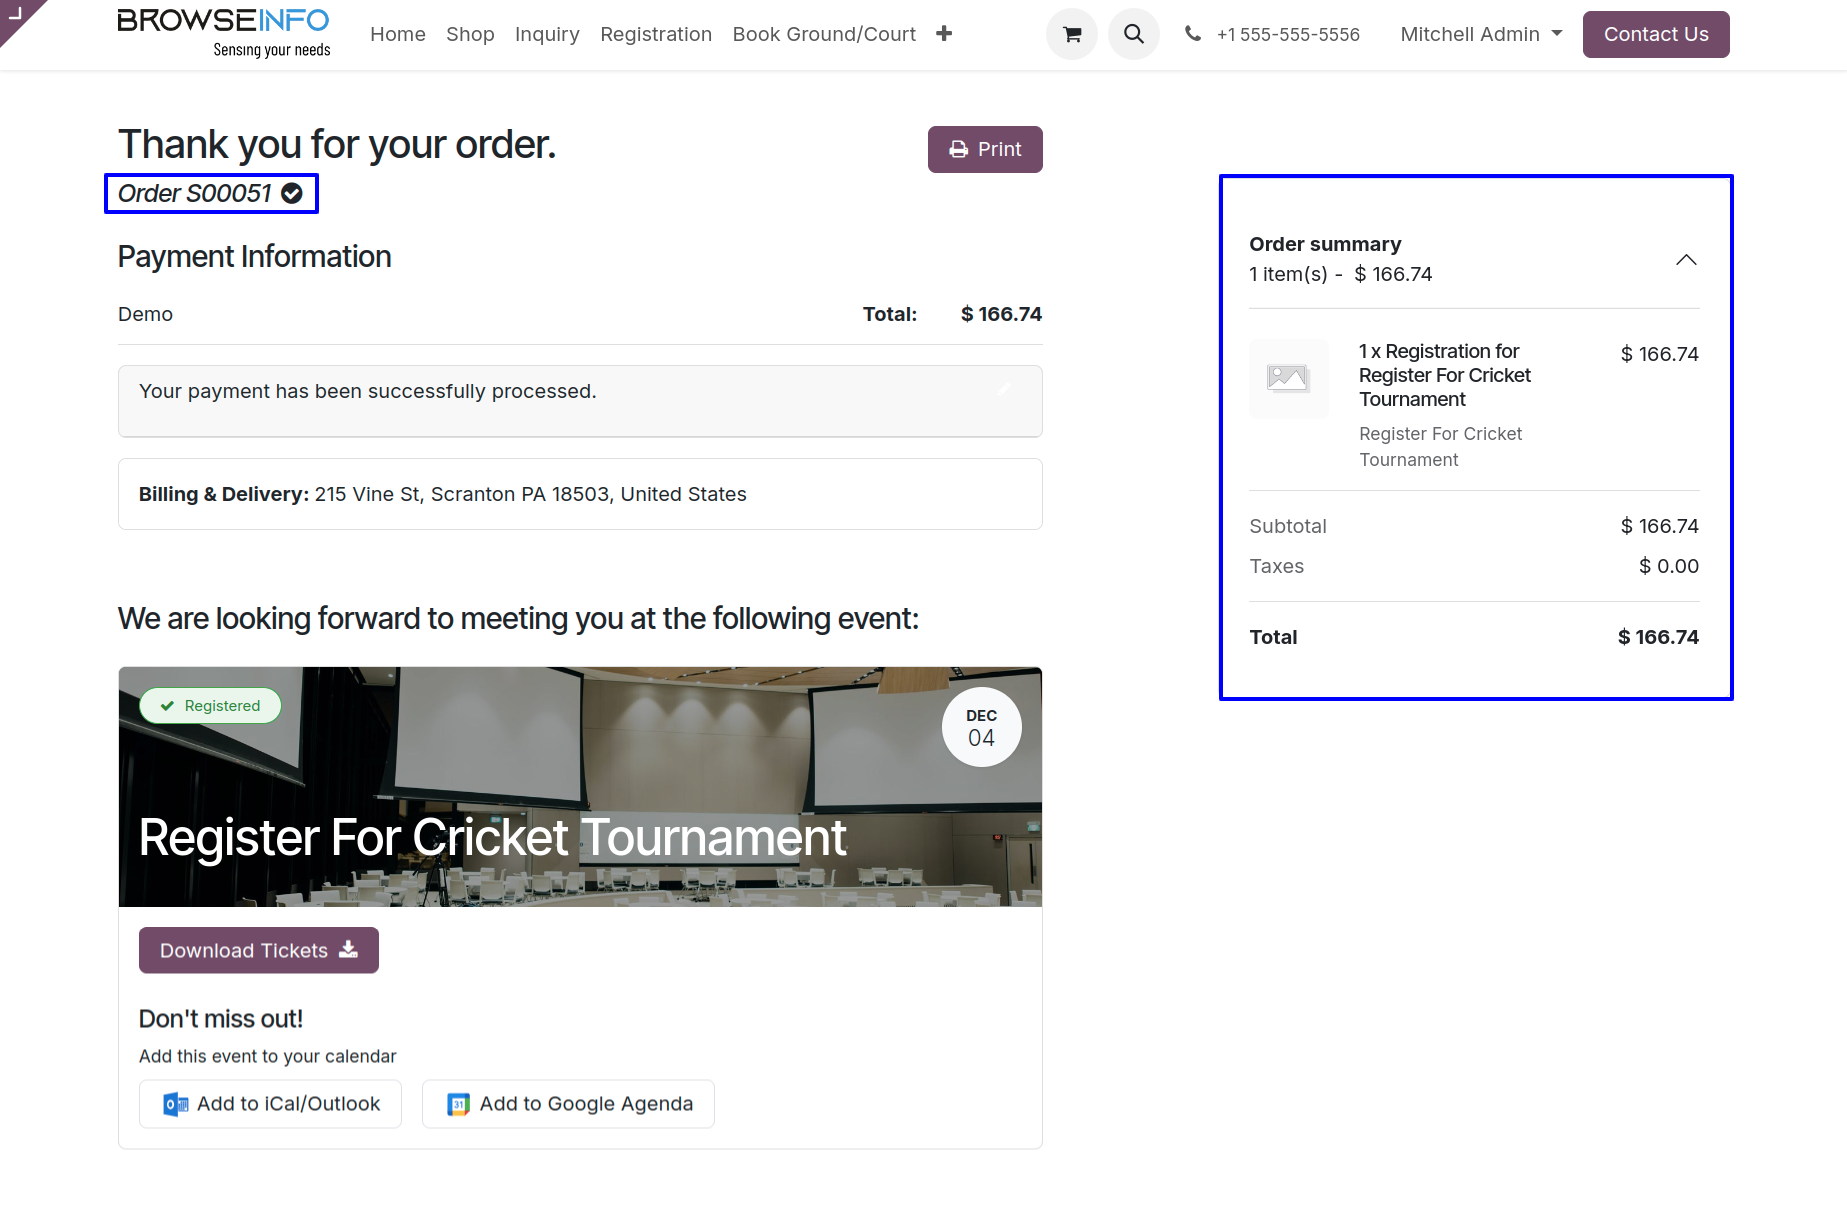 BROWSEINFO
Sensing your needs
Home
Shop
Inquiry
Registration
Book Ground/Court
+1 555-555-5556
Mitchell Admin
Contact Us
Thank you for your order.
Print
Order S00051
Payment Information
Demo
Total: $ 166.74
Your payment has been successfully processed.
Billing & Delivery: 215 Vine St, Scranton PA 18503, United States
We are looking forward to meeting you at the following event:
Registered
DEC
04
Register For Cricket Tournament
Download Tickets
Don't miss out!
Add this event to your calendar
Add to iCal/Outlook
31
Add to Google Agenda
Order summary
1 item(s) - $ 166.74
1 x Registration for
Register For Cricket
Tournament
$ 166.74
Register For Cricket
Tournament
Subtotal $ 166.74
Taxes $ 0.00
Total $ 166.74